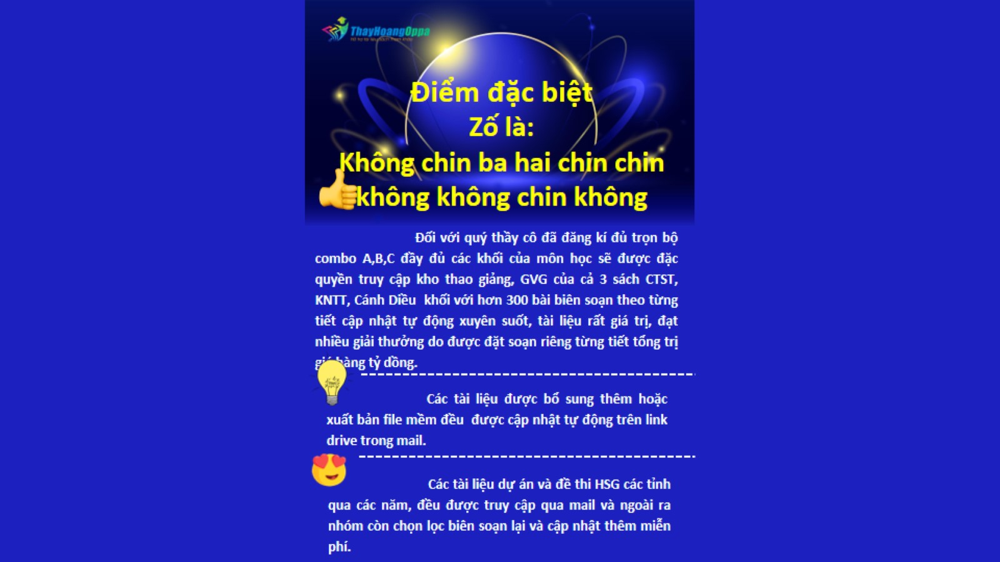 ThayHoangOppa
Điểm đặc biệt
Zố là:
Không chin ba hai chin chin
không không chin không
Đối với quý thầy cô đã đăng kí đủ trọn bộ
combo A,B,C đầy đủ các khối của môn học sẽ được đặc
quyền truy cập kho thao giảng, GVG của cả 3 sách CTST,
KNTT, Cánh Diều khối với hơn 300 bài biên soạn theo từng
tiết cập nhật tự động xuyên suốt, tài liệu rất giá trị, đạt
nhiều giải thưởng do được đặt soạn riêng từng tiết tổng trị
giá hàng tỷ dồng.
Các tài liệu được bổ sung thêm hoặc
xuất bản file mềm đều được cập nhật tự động trên link
drive trong mail.
Các tài liệu dự án và đề thi HSG các tỉnh
qua các năm, đều được truy cập qua mail và ngoài ra
nhóm còn chọn lọc biên soạn lại và cập nhật thêm miễn
phí.